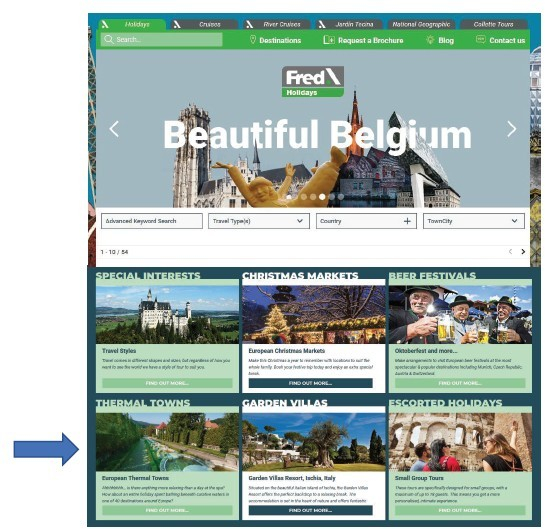 Holidays
Cruises
River Cruises
Jardin Tecina
National Geographic
Collette Tours
Search...
Destinations
Request a Brochure
Blog
Contact us
Fred
Holidays
Beautiful Belgium
Advanced Keyword Search
Travel Type(s)
Country
Town/City
1 - 10 / 54
SPECIAL INTERESTS
CHRISTMAS MARKETS
BEER FESTIVALS
Travel Styles
Travel comes in different shapes and sizes, but regardless of how you
want to see the world we have a style of tour to suit you.
FIND OUT MORE...
European Christmas Markets
Make this Christmas a year to remember with locations to suit the
whole family. Book your festive trip today and enjoy an extra special
break.
FIND OUT MORE...
Oktoberfest and more...
Make arrangements to visit European beer festivals at the most
spectacular & popular destinations including Munich, Czech Republic,
Austria & Switzerland.
FIND OUT MORE...
THERMAL TOWNS
GARDEN VILLAS
ESCORTED HOLIDAYS
European Thermal Towns
is there anything more relaxing than a day at the spa?
How about an entire holiday spent bathing beneath curative waters in
one of 40 destinations around Europe?
FIND OUT MORE...
Garden Villas Resort, Ischia, Italy
Situated on the beautiful Italian island of Ischia, the Garden Villas
Resort offers the perfect backdrop to a relaxing break. The
accommodation is set in the heart of nature and offers fantastic
FIND OUT MORE...
Small Group Tours
These tours are specifically designed for small groups, with a
maximum of up to 18 guests. This means you get a more
personalised, intimate experience.
FIND OUT MORE...